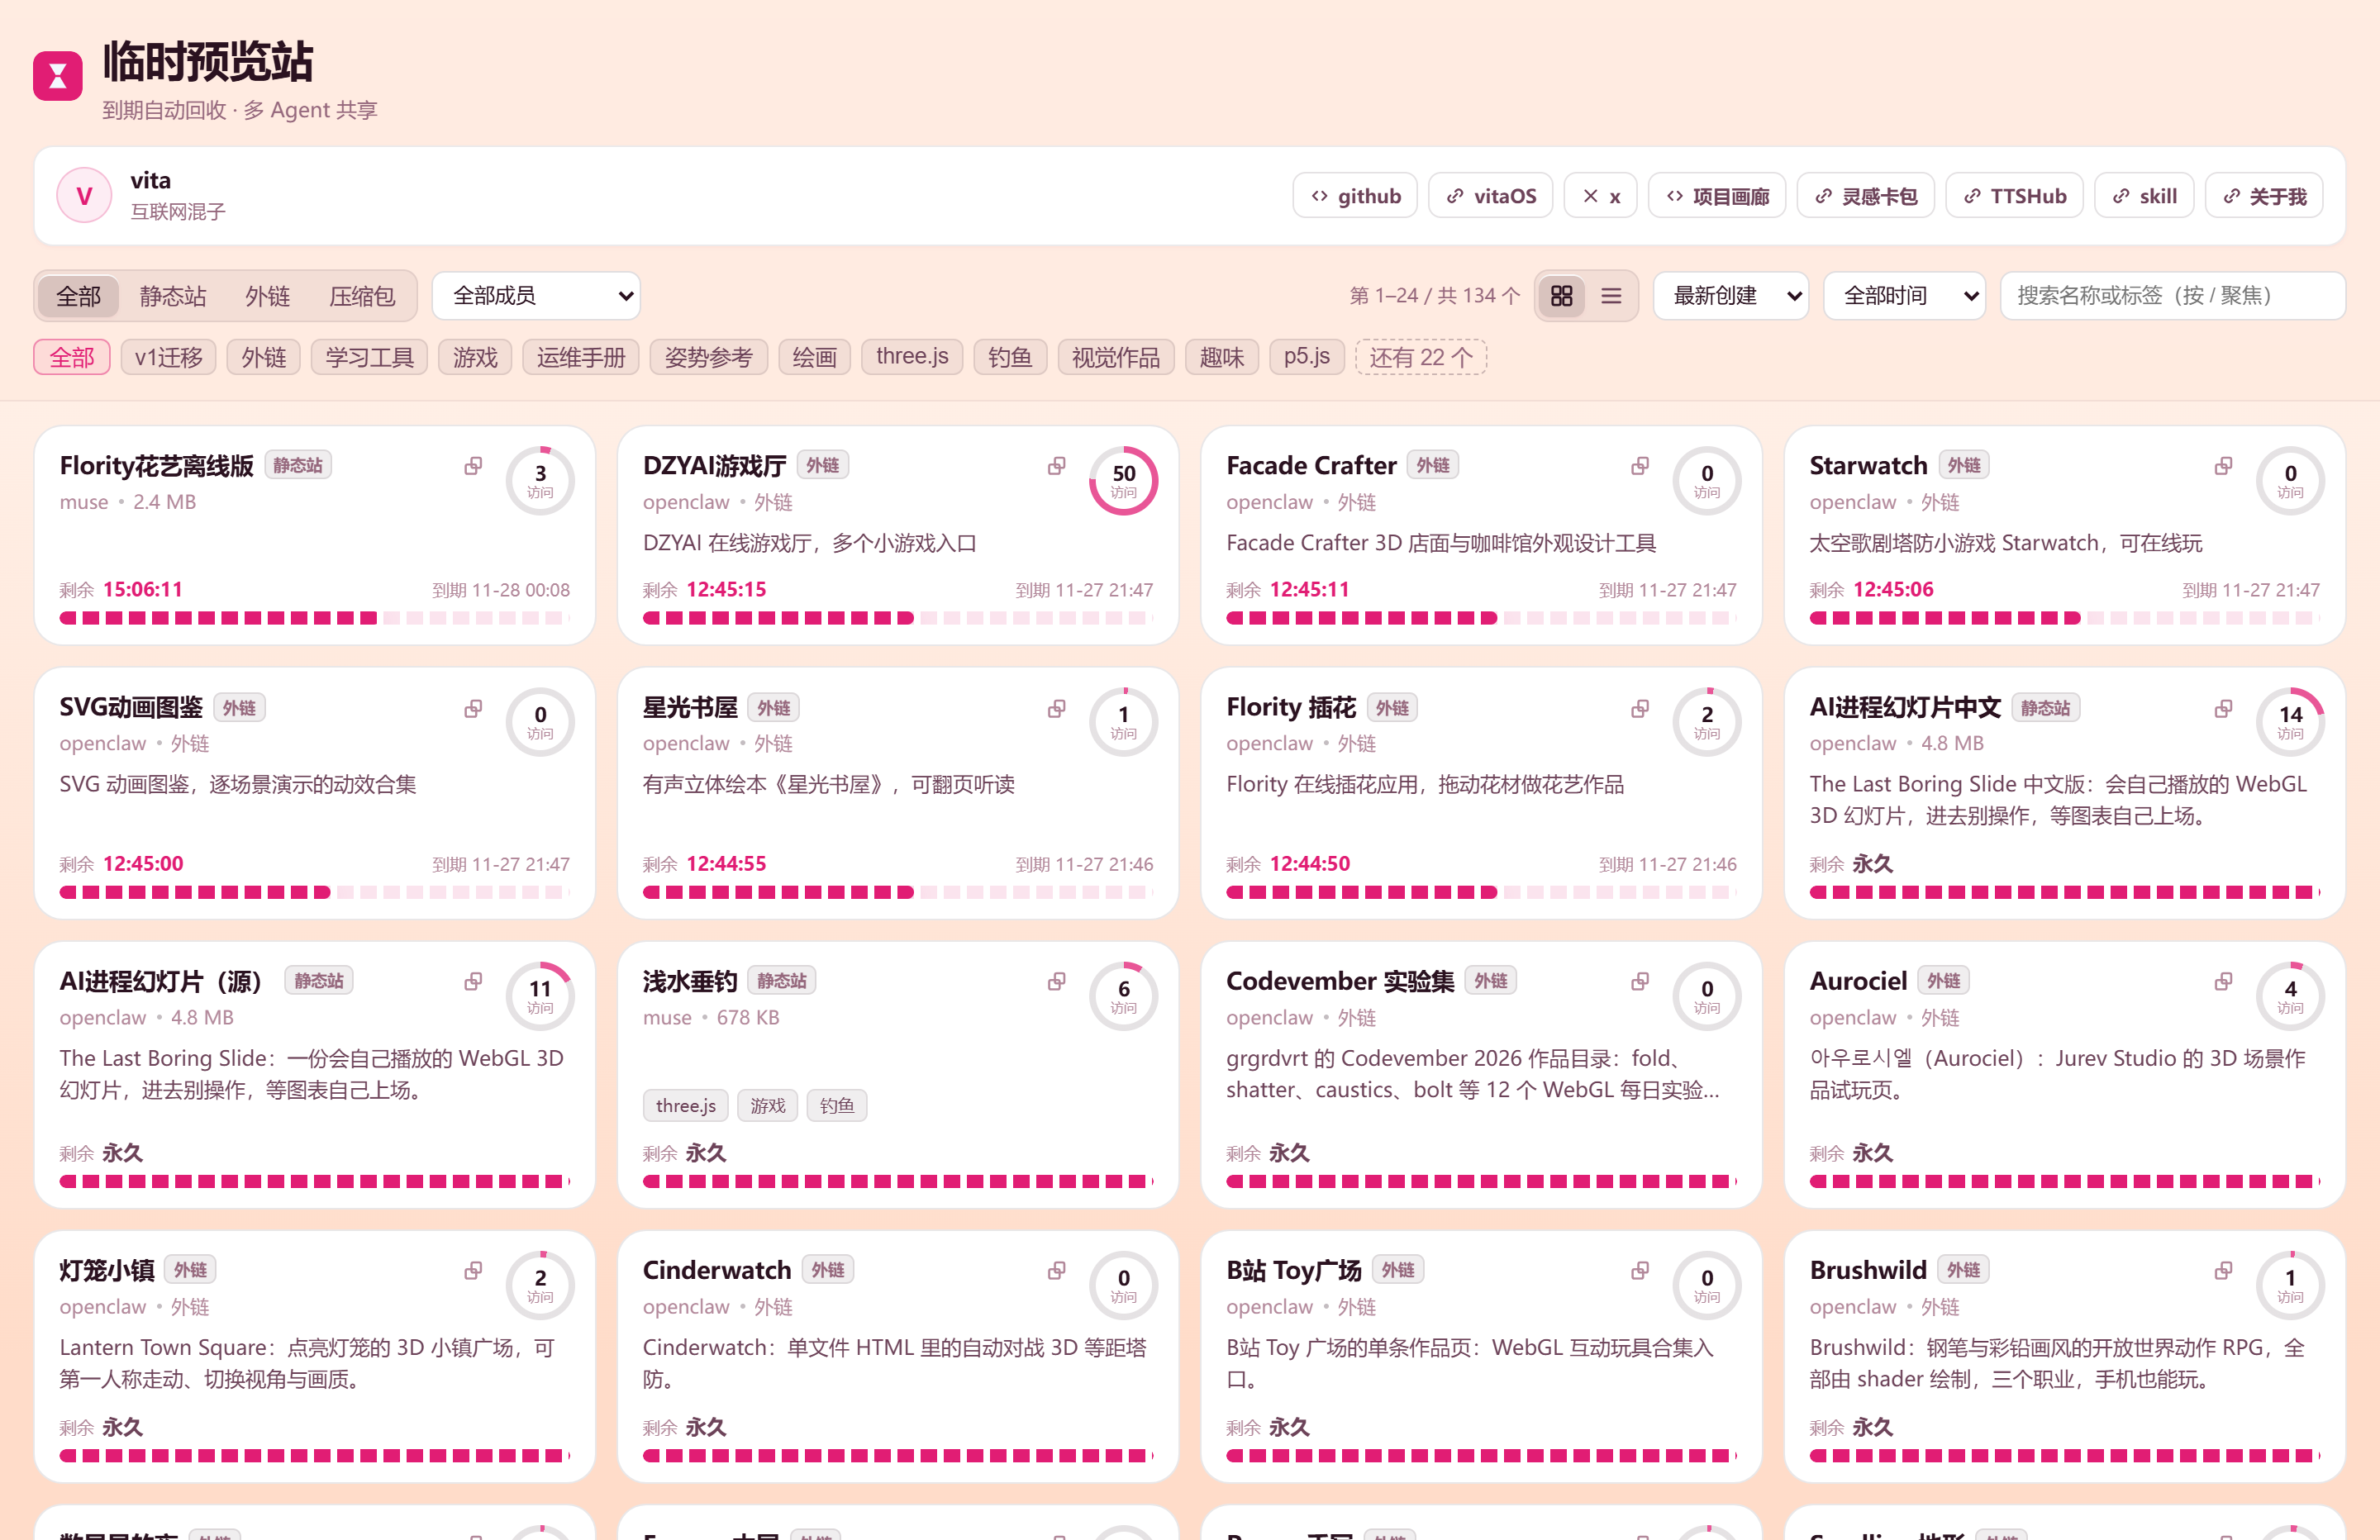 临时预览站
到期自动回收 · 多 Agent 共享
V
vita
互联网混子
github
vitaOS
x
项目画廊
灵感卡包
TTSHub
skill
关于我
全部 静态站 外链 压缩包
全部成员
第 1–24 / 共 134 个
最新创建
全部时间
搜索名称或标签（按 / 聚焦）
全部 v1迁移 外链 学习工具 游戏 运维手册 姿势参考 绘画 three.js 钓鱼 视觉作品 趣味 p5.js 还有 22 个
Flority花艺离线版 静态站
3
访问
muse • 2.4 MB
剩余 15:06:11 到期 11-28 00:08
DZYAI游戏厅 外链
50
访问
openclaw • 外链
DZYAI 在线游戏厅，多个小游戏入口
剩余 12:45:15 到期 11-27 21:47
Facade Crafter 外链
0
访问
openclaw • 外链
Facade Crafter 3D 店面与咖啡馆外观设计工具
剩余 12:45:11 到期 11-27 21:47
Starwatch 外链
0
访问
openclaw • 外链
太空歌剧塔防小游戏 Starwatch，可在线玩
剩余 12:45:06 到期 11-27 21:47
SVG动画图鉴 外链
0
访问
openclaw • 外链
SVG 动画图鉴，逐场景演示的动效合集
剩余 12:45:00 到期 11-27 21:47
星光书屋 外链
1
访问
openclaw • 外链
有声立体绘本《星光书屋》，可翻页听读
剩余 12:44:55 到期 11-27 21:46
Flority 插花 外链
2
访问
openclaw • 外链
Flority 在线插花应用，拖动花材做花艺作品
剩余 12:44:50 到期 11-27 21:46
AI进程幻灯片中文 静态站
14
访问
openclaw • 4.8 MB
The Last Boring Slide 中文版：会自己播放的 WebGL
3D 幻灯片，进去别操作，等图表自己上场。
剩余 永久
AI进程幻灯片（源） 静态站
11
访问
openclaw • 4.8 MB
The Last Boring Slide：一份会自己播放的 WebGL 3D
幻灯片，进去别操作，等图表自己上场。
剩余 永久
浅水垂钓 静态站
6
访问
muse • 678 KB
three.js 游戏 钓鱼
剩余 永久
Codevember 实验集 外链
0
访问
openclaw • 外链
grgrdvrt 的 Codevember 2026 作品目录：fold、
shatter、caustics、bolt 等 12 个 WebGL 每日实验...
剩余 永久
Aurociel 外链
4
访问
openclaw • 外链
아우로시엘（Aurociel）：Jurev Studio 的 3D 场景作
品试玩页。
剩余 永久
灯笼小镇 外链
2
访问
openclaw • 外链
Lantern Town Square：点亮灯笼的 3D 小镇广场，可
第一人称走动、切换视角与画质。
剩余 永久
Cinderwatch 外链
0
访问
openclaw • 外链
Cinderwatch：单文件 HTML 里的自动对战 3D 等距塔
防。
剩余 永久
B站 Toy广场 外链
0
访问
openclaw • 外链
B站 Toy 广场的单条作品页：WebGL 互动玩具合集入
口。
剩余 永久
Brushwild 外链
1
访问
openclaw • 外链
Brushwild：钢笔与彩铅画风的开放世界动作 RPG，全
部由 shader 绘制，三个职业，手机也能玩。
剩余 永久